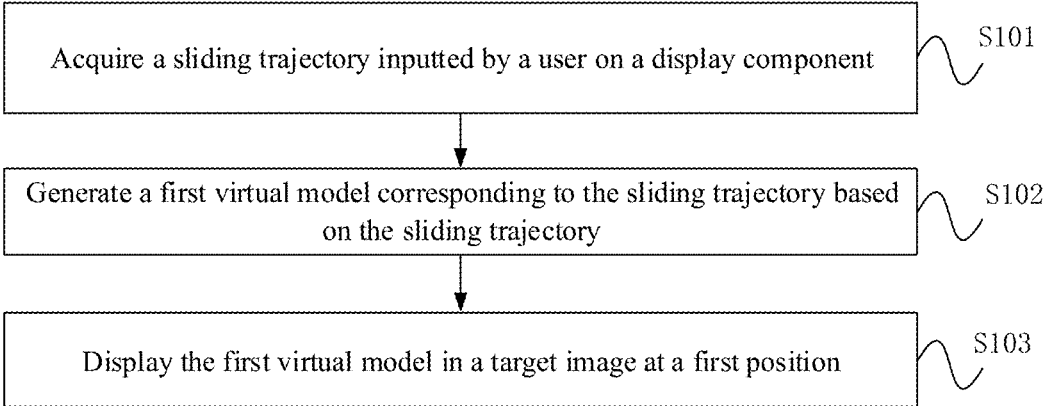 Acquire a sliding trajectory inputted by a user on a display component
S101
Generate a first virtual model corresponding to the sliding trajectory based
on the sliding trajectory
S102
Display the first virtual model in a target image at a first position
S103